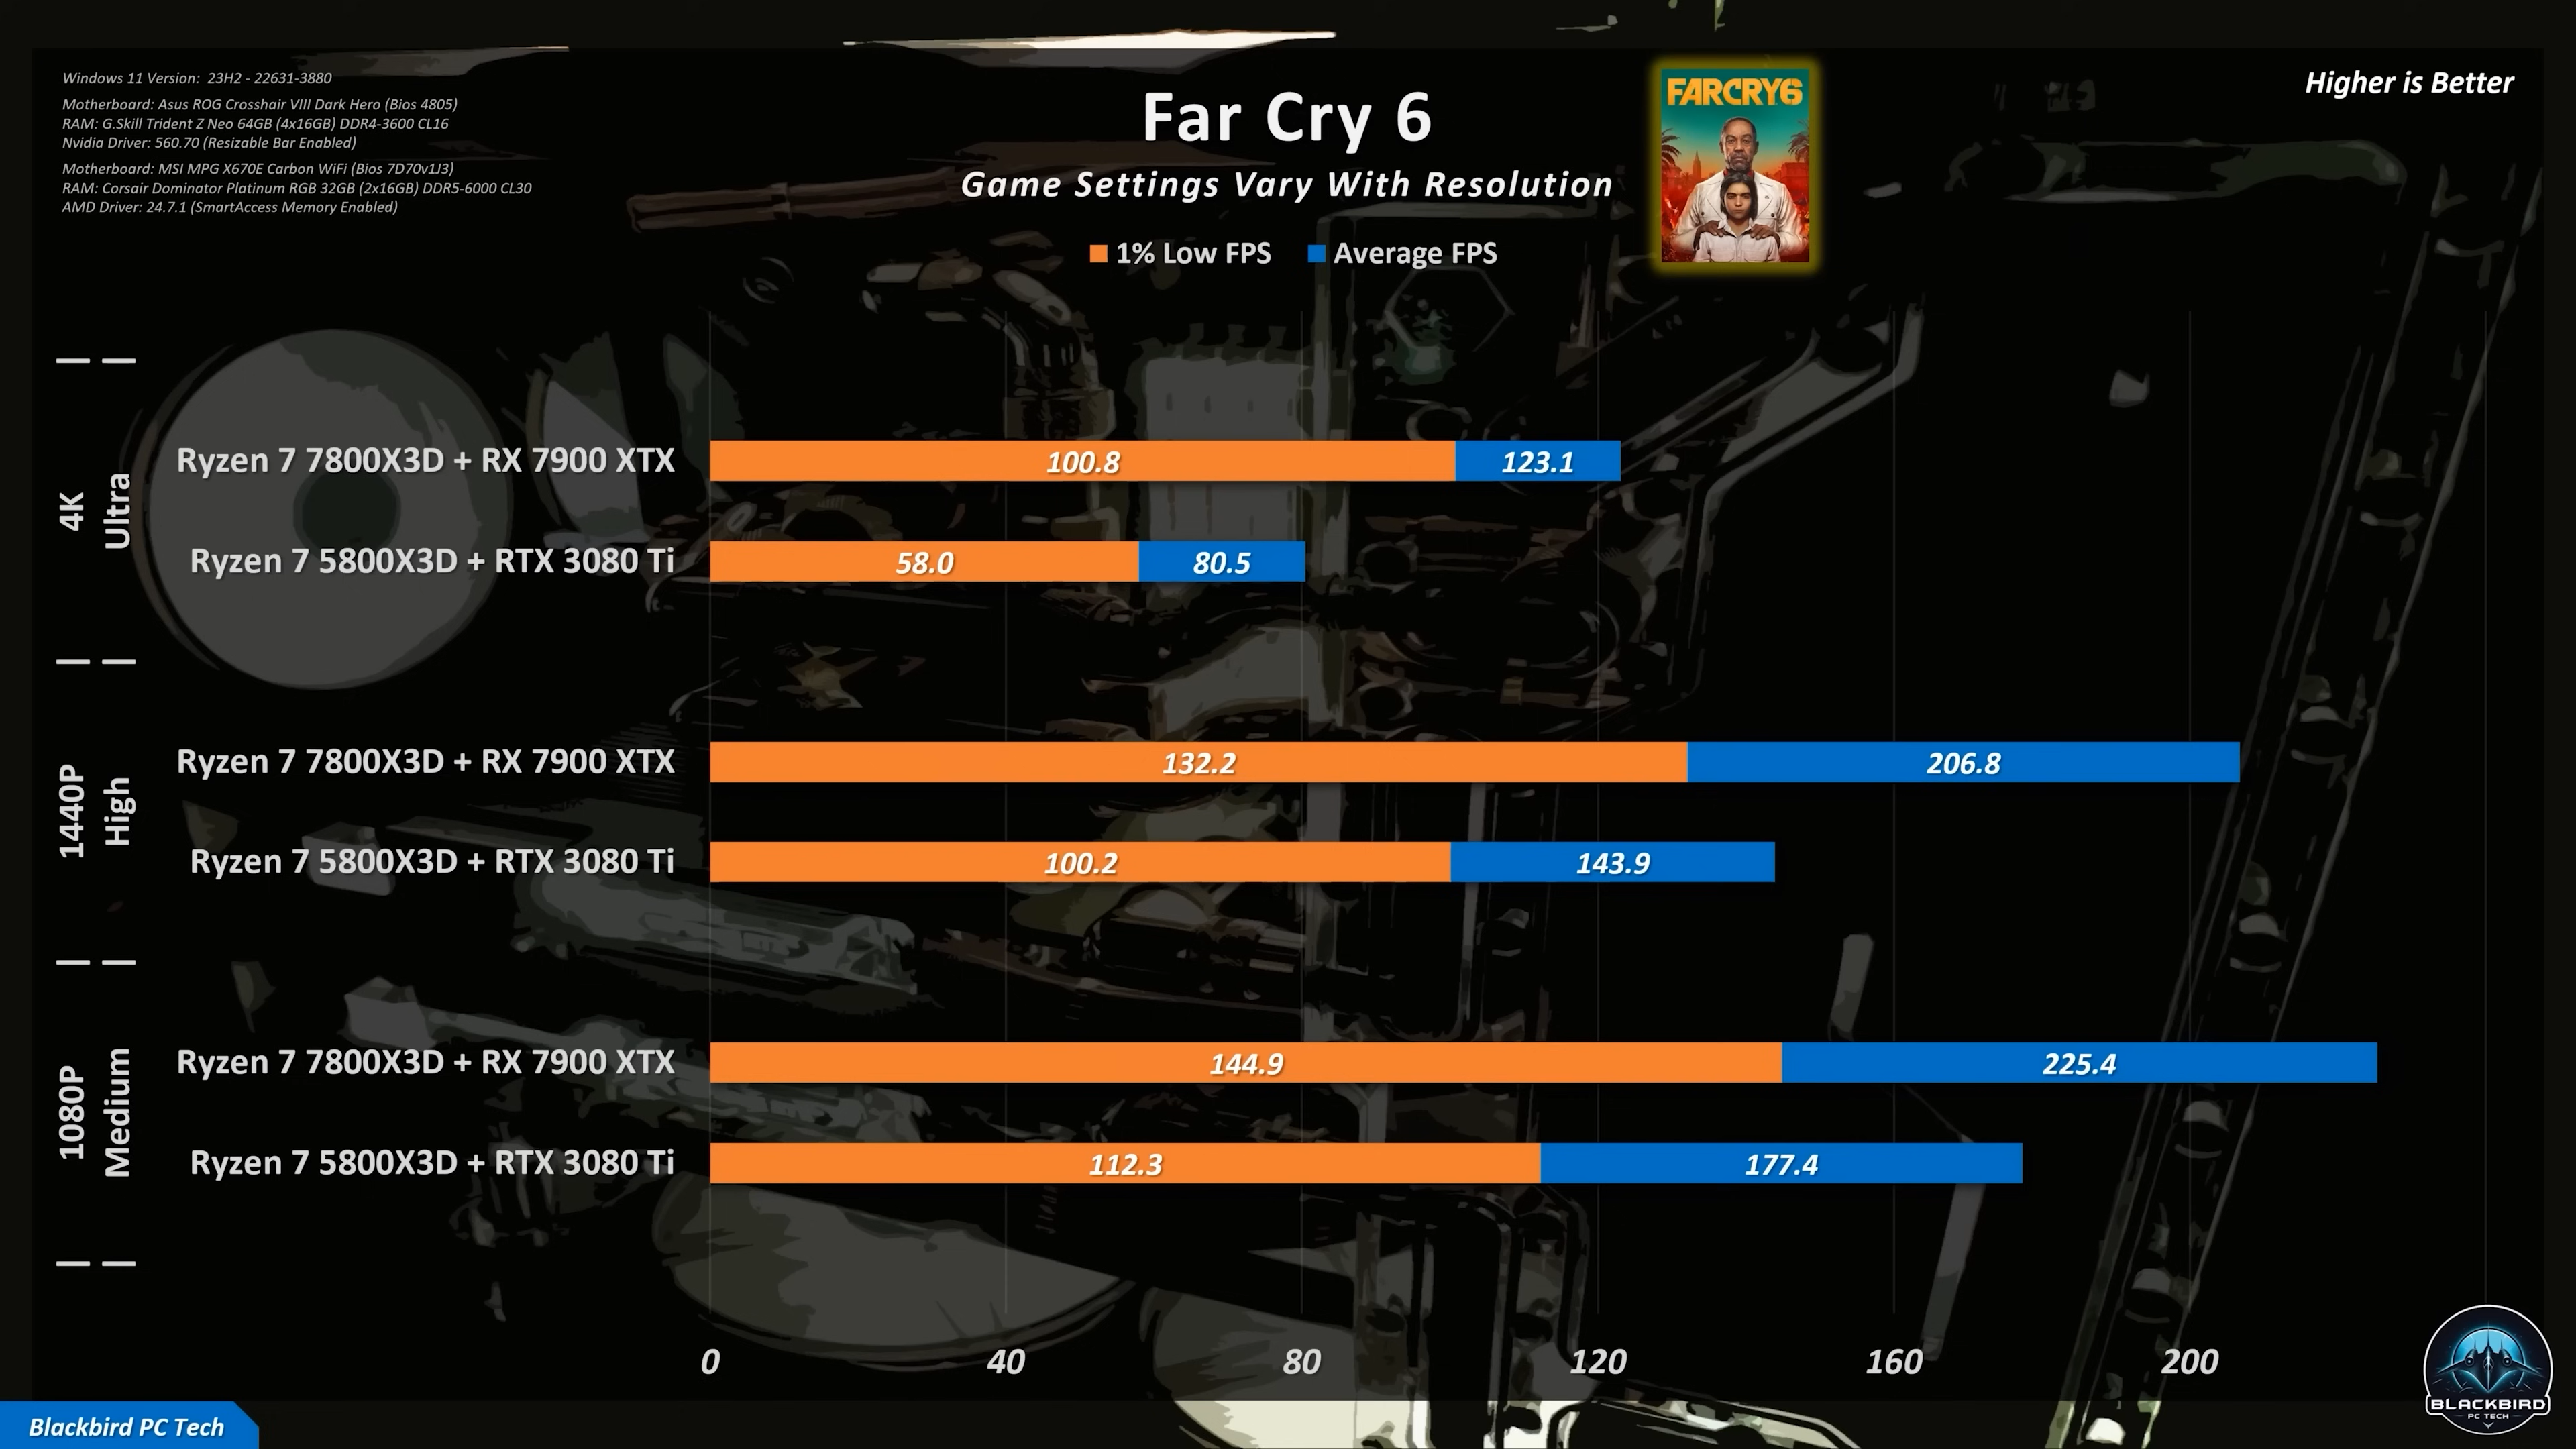 Windows 11 Version: 23H2 - 22631-3880
Motherboard: Asus ROG Crosshair VIII Dark Hero (Bios 4805)
RAM: G.Skill Trident Z Neo 64GB (4x16GB) DDR4-3600 CL16
Nvidia Driver: 560.70 (Resizable Bar Enabled)
Motherboard: MSI MPG X670E Carbon WiFi (Bios 7D70v1J3)
RAM: Corsair Dominator Platinum RGB 32GB (2x16GB) DDR5-6000 CL30
AMD Driver: 24.7.1 (SmartAccess Memory Enabled)
Far Cry 6
Game Settings Vary With Resolution
FARCRY6
Higher is Better
1% Low FPS
Average FPS
4K
Ultra
Ryzen 7 7800X3D + RX 7900 XTX
100.8
123.1
Ryzen 7 5800X3D + RTX 3080 Ti
58.0
80.5
1440P
High
Ryzen 7 7800X3D + RX 7900 XTX
132.2
206.8
Ryzen 7 5800X3D + RTX 3080 Ti
100.2
143.9
1080P
Medium
Ryzen 7 7800X3D + RX 7900 XTX
144.9
225.4
Ryzen 7 5800X3D + RTX 3080 Ti
112.3
177.4
0 40 80 120 160 200
Blackbird PC Tech
BLACKBIRD
PC TECH